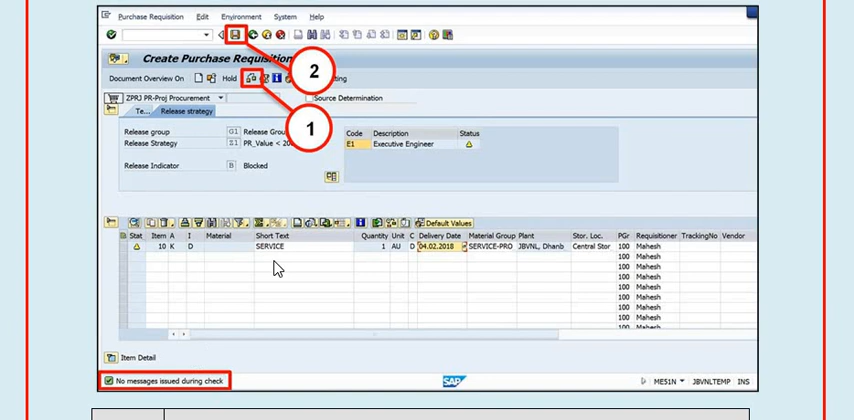 Purchase Requisition Edit Environment System Help
Create Purchase Requisition
2
Document Overview On Hold
1
ZPRJ PR-Proj Procurement Source Determination
Te... Release strategy
Release group G1 Release Grou
Code Description Status
Release Strategy PR_Value < 20
E1 Executive Engineer
Release Indicator B Blocked
Default Values
Stat Item A I Material Short Text Quantity Unit C Delivery Date Material Group Plant Stor. Loc. PGr Requisitioner TrackingNo Vendor
10 K D SERVICE 1 AU D 04.02.2018 SERVICE-PRO JBVNL, Dhanb Central Stor 100 Mahesh
100 Mahesh
100 Mahesh
100 Mahesh
100 Mahesh
100 Mahesh
100 Mahesh
100 Mahesh
100 Mahesh
Item Detail
No messages issued during check
SAP
ME51N JBVNLTEMP INS